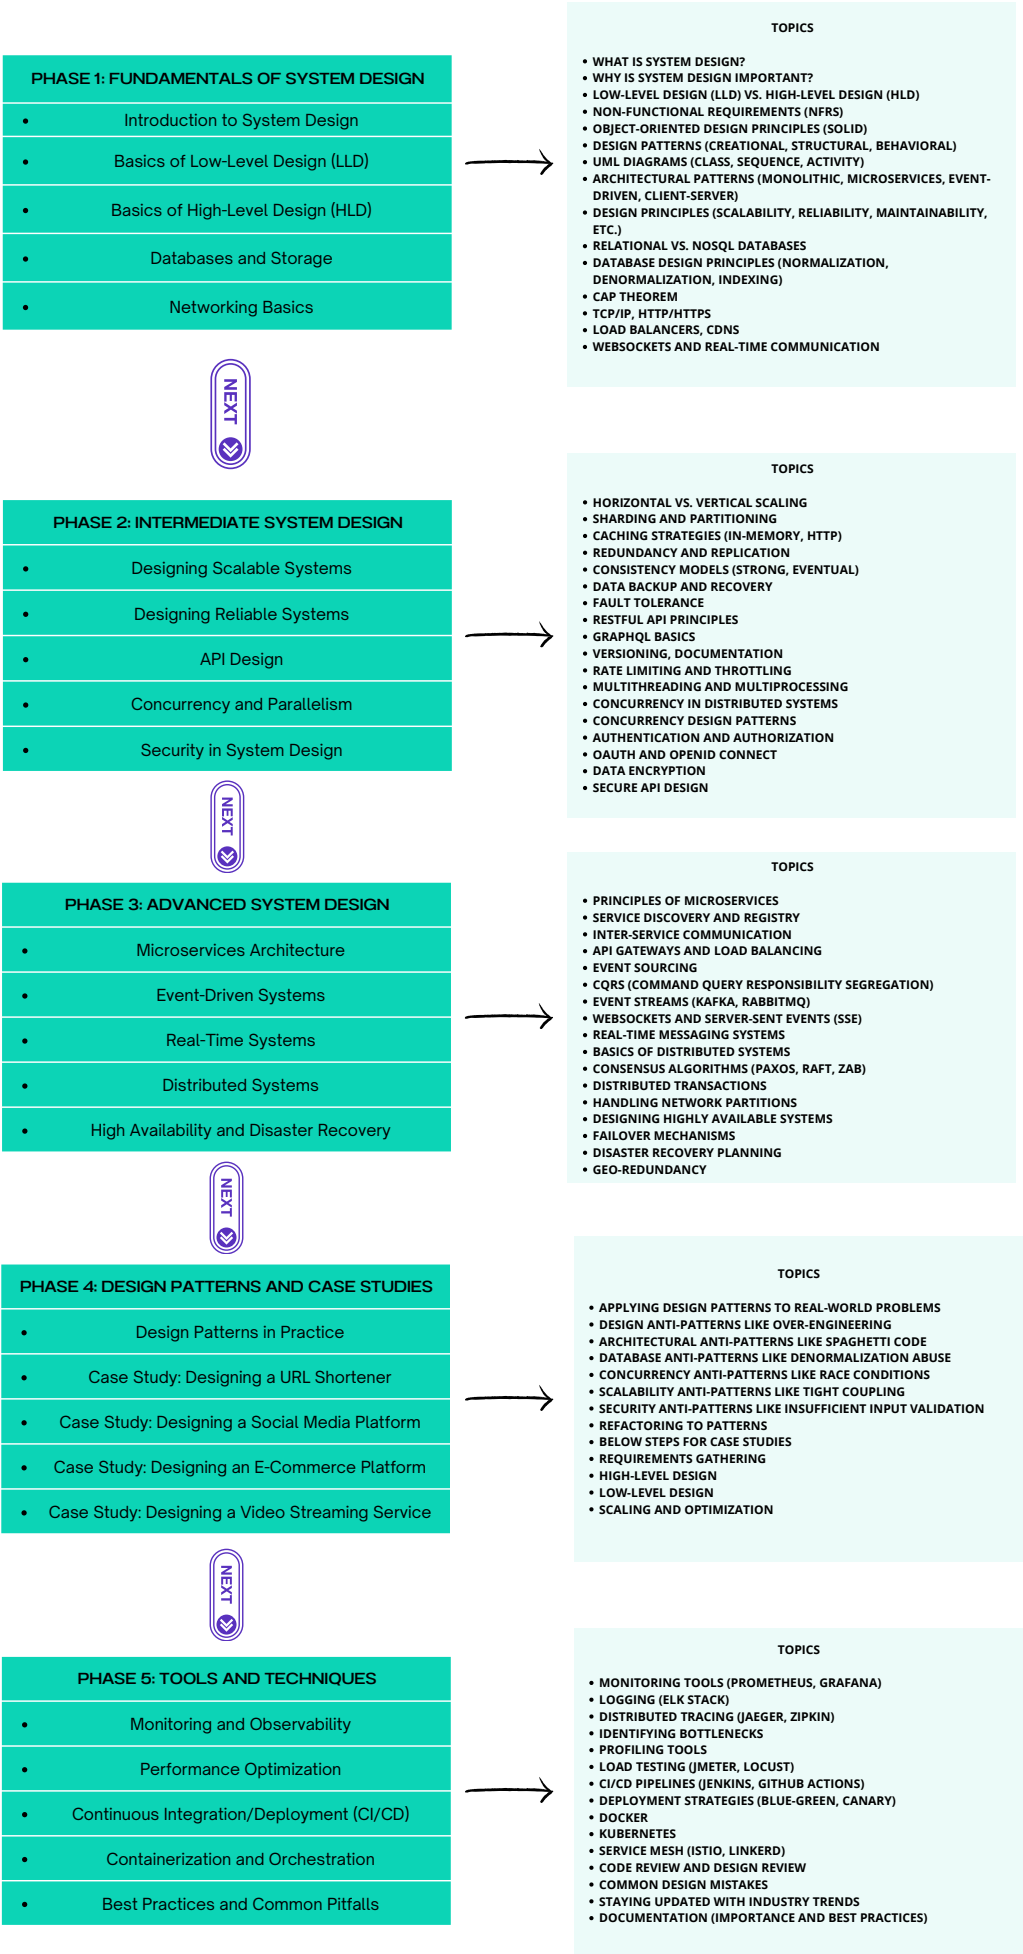 PHASE 1: FUNDAMENTALS OF SYSTEM DESIGN
• Introduction to System Design
• Basics of Low-Level Design (LLD)
• Basics of High-Level Design (HLD)
• Databases and Storage
• Networking Basics
TOPICS
• WHAT IS SYSTEM DESIGN?
• WHY IS SYSTEM DESIGN IMPORTANT?
• LOW-LEVEL DESIGN (LLD) VS. HIGH-LEVEL DESIGN (HLD)
• NON-FUNCTIONAL REQUIREMENTS (NFRS)
• OBJECT-ORIENTED DESIGN PRINCIPLES (SOLID)
• DESIGN PATTERNS (CREATIONAL, STRUCTURAL, BEHAVIORAL)
• UML DIAGRAMS (CLASS, SEQUENCE, ACTIVITY)
• ARCHITECTURAL PATTERNS (MONOLITHIC, MICROSERVICES, EVENT-
DRIVEN, CLIENT-SERVER)
• DESIGN PRINCIPLES (SCALABILITY, RELIABILITY, MAINTAINABILITY,
ETC.)
• RELATIONAL VS. NOSQL DATABASES
• DATABASE DESIGN PRINCIPLES (NORMALIZATION,
DENORMALIZATION, INDEXING)
• CAP THEOREM
• TCP/IP, HTTP/HTTPS
• LOAD BALANCERS, CDNS
• WEBSOCKETS AND REAL-TIME COMMUNICATION
NEXT
PHASE 2: INTERMEDIATE SYSTEM DESIGN
• Designing Scalable Systems
• Designing Reliable Systems
• API Design
• Concurrency and Parallelism
• Security in System Design
TOPICS
• HORIZONTAL VS. VERTICAL SCALING
• SHARDING AND PARTITIONING
• CACHING STRATEGIES (IN-MEMORY, HTTP)
• REDUNDANCY AND REPLICATION
• CONSISTENCY MODELS (STRONG, EVENTUAL)
• DATA BACKUP AND RECOVERY
• FAULT TOLERANCE
• RESTFUL API PRINCIPLES
• GRAPHQL BASICS
• VERSIONING, DOCUMENTATION
• RATE LIMITING AND THROTTLING
• MULTITHREADING AND MULTIPROCESSING
• CONCURRENCY IN DISTRIBUTED SYSTEMS
• CONCURRENCY DESIGN PATTERNS
• AUTHENTICATION AND AUTHORIZATION
• OAUTH AND OPENID CONNECT
• DATA ENCRYPTION
• SECURE API DESIGN
NEXT
PHASE 3: ADVANCED SYSTEM DESIGN
• Microservices Architecture
• Event-Driven Systems
• Real-Time Systems
• Distributed Systems
• High Availability and Disaster Recovery
TOPICS
• PRINCIPLES OF MICROSERVICES
• SERVICE DISCOVERY AND REGISTRY
• INTER-SERVICE COMMUNICATION
• API GATEWAYS AND LOAD BALANCING
• EVENT SOURCING
• CQRS (COMMAND QUERY RESPONSIBILITY SEGREGATION)
• EVENT STREAMS (KAFKA, RABBITMQ)
• WEBSOCKETS AND SERVER-SENT EVENTS (SSE)
• REAL-TIME MESSAGING SYSTEMS
• BASICS OF DISTRIBUTED SYSTEMS
• CONSENSUS ALGORITHMS (PAXOS, RAFT, ZAB)
• DISTRIBUTED TRANSACTIONS
• HANDLING NETWORK PARTITIONS
• DESIGNING HIGHLY AVAILABLE SYSTEMS
• FAILOVER MECHANISMS
• DISASTER RECOVERY PLANNING
• GEO-REDUNDANCY
NEXT
PHASE 4: DESIGN PATTERNS AND CASE STUDIES
• Design Patterns in Practice
• Case Study: Designing a URL Shortener
• Case Study: Designing a Social Media Platform
• Case Study: Designing an E-Commerce Platform
• Case Study: Designing a Video Streaming Service
TOPICS
• APPLYING DESIGN PATTERNS TO REAL-WORLD PROBLEMS
• DESIGN ANTI-PATTERNS LIKE OVER-ENGINEERING
• ARCHITECTURAL ANTI-PATTERNS LIKE SPAGHETTI CODE
• DATABASE ANTI-PATTERNS LIKE DENORMALIZATION ABUSE
• CONCURRENCY ANTI-PATTERNS LIKE RACE CONDITIONS
• SCALABILITY ANTI-PATTERNS LIKE TIGHT COUPLING
• SECURITY ANTI-PATTERNS LIKE INSUFFICIENT INPUT VALIDATION
• REFACTORING TO PATTERNS
• BELOW STEPS FOR CASE STUDIES
• REQUIREMENTS GATHERING
• HIGH-LEVEL DESIGN
• LOW-LEVEL DESIGN
• SCALING AND OPTIMIZATION
NEXT
PHASE 5: TOOLS AND TECHNIQUES
• Monitoring and Observability
• Performance Optimization
• Continuous Integration/Deployment (CI/CD)
• Containerization and Orchestration
• Best Practices and Common Pitfalls
TOPICS
• MONITORING TOOLS (PROMETHEUS, GRAFANA)
• LOGGING (ELK STACK)
• DISTRIBUTED TRACING (JAEGER, ZIPKIN)
• IDENTIFYING BOTTLENECKS
• PROFILING TOOLS
• LOAD TESTING (JMETER, LOCUST)
• CI/CD PIPELINES (JENKINS, GITHUB ACTIONS)
• DEPLOYMENT STRATEGIES (BLUE-GREEN, CANARY)
• DOCKER
• KUBERNETES
• SERVICE MESH (ISTIO, LINKERD)
• CODE REVIEW AND DESIGN REVIEW
• COMMON DESIGN MISTAKES
• STAYING UPDATED WITH INDUSTRY TRENDS
• DOCUMENTATION (IMPORTANCE AND BEST PRACTICES)